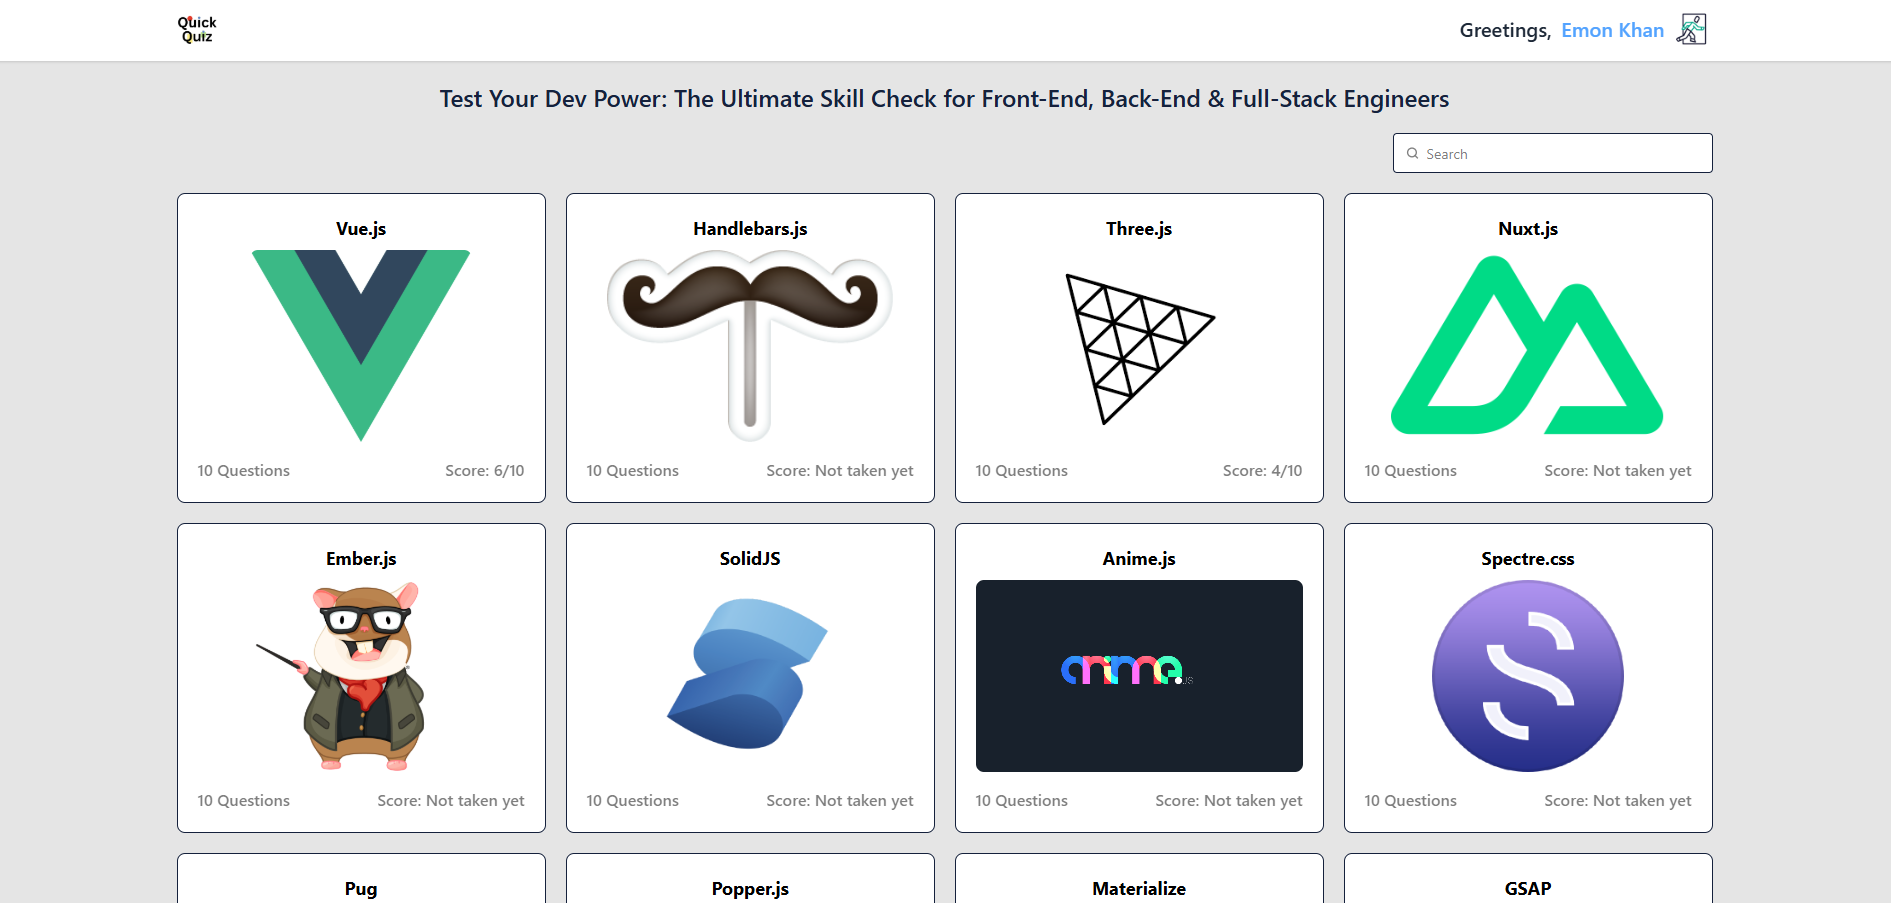 Quick
Quiz
Greetings, Emon Khan
Test Your Dev Power: The Ultimate Skill Check for Front-End, Back-End & Full-Stack Engineers
Search
Vue.js
10 Questions Score: 6/10
Handlebars.js
10 Questions Score: Not taken yet
Three.js
10 Questions Score: 4/10
Nuxt.js
10 Questions Score: Not taken yet
Ember.js
10 Questions Score: Not taken yet
SolidJS
10 Questions Score: Not taken yet
Anime.js
anime.JS
10 Questions Score: Not taken yet
Spectre.css
10 Questions Score: Not taken yet
Pug
Popper.js
Materialize
GSAP